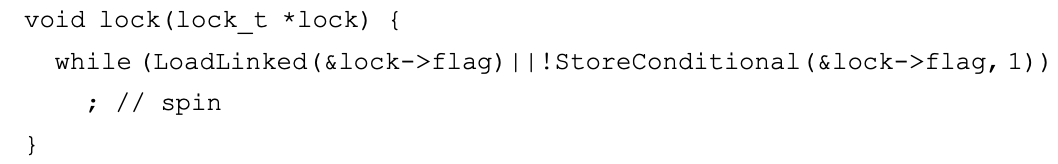 void lock(lock_t *lock) {
while (LoadLinked(&lock->flag)||!StoreConditional(&lock->flag, 1))
; // spin
}